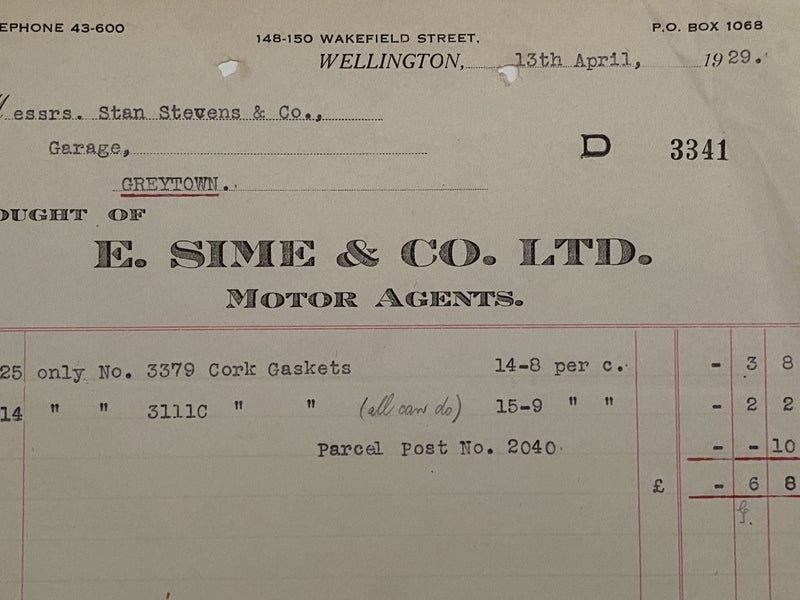 EPHONE 43-600
148-150 WAKEFIELD STREET,
P.O. BOX 1068
WELLINGTON, 13th April, 1929.
Messrs. Stan Stevens & Co.,
Garage,
D 3341
GREYTOWN.
OUGHT OF
E. SIME & CO. LTD.
MOTOR AGENTS.
25 only No. 3379 Cork Gaskets 14-8 per c. - 3 8
14 " " 3111C " " (all can do) 15-9 " " - 2 2
Parcel Post No. 2040 - - 10
£ - 6 8